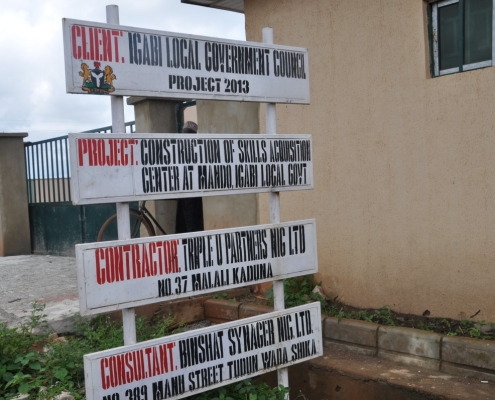 CLIENT: IGABI LOCAL GOVERNMENT COUNCIL
PROJECT 2013
PROJECT: CONSTRUCTION OF SKILLS ACQUISITION
CENTER AT MANDO, IGABI LOCAL GOVT
CONTRACTOR: TRIPLE U PARTNERS NIG LTD
NO. 37 MALALI KADUNA
CONSULTANT. BINSHAT SYNAGER NIG LTD.
NO. 389 MANU STREET TUDUN WADA SHIKA